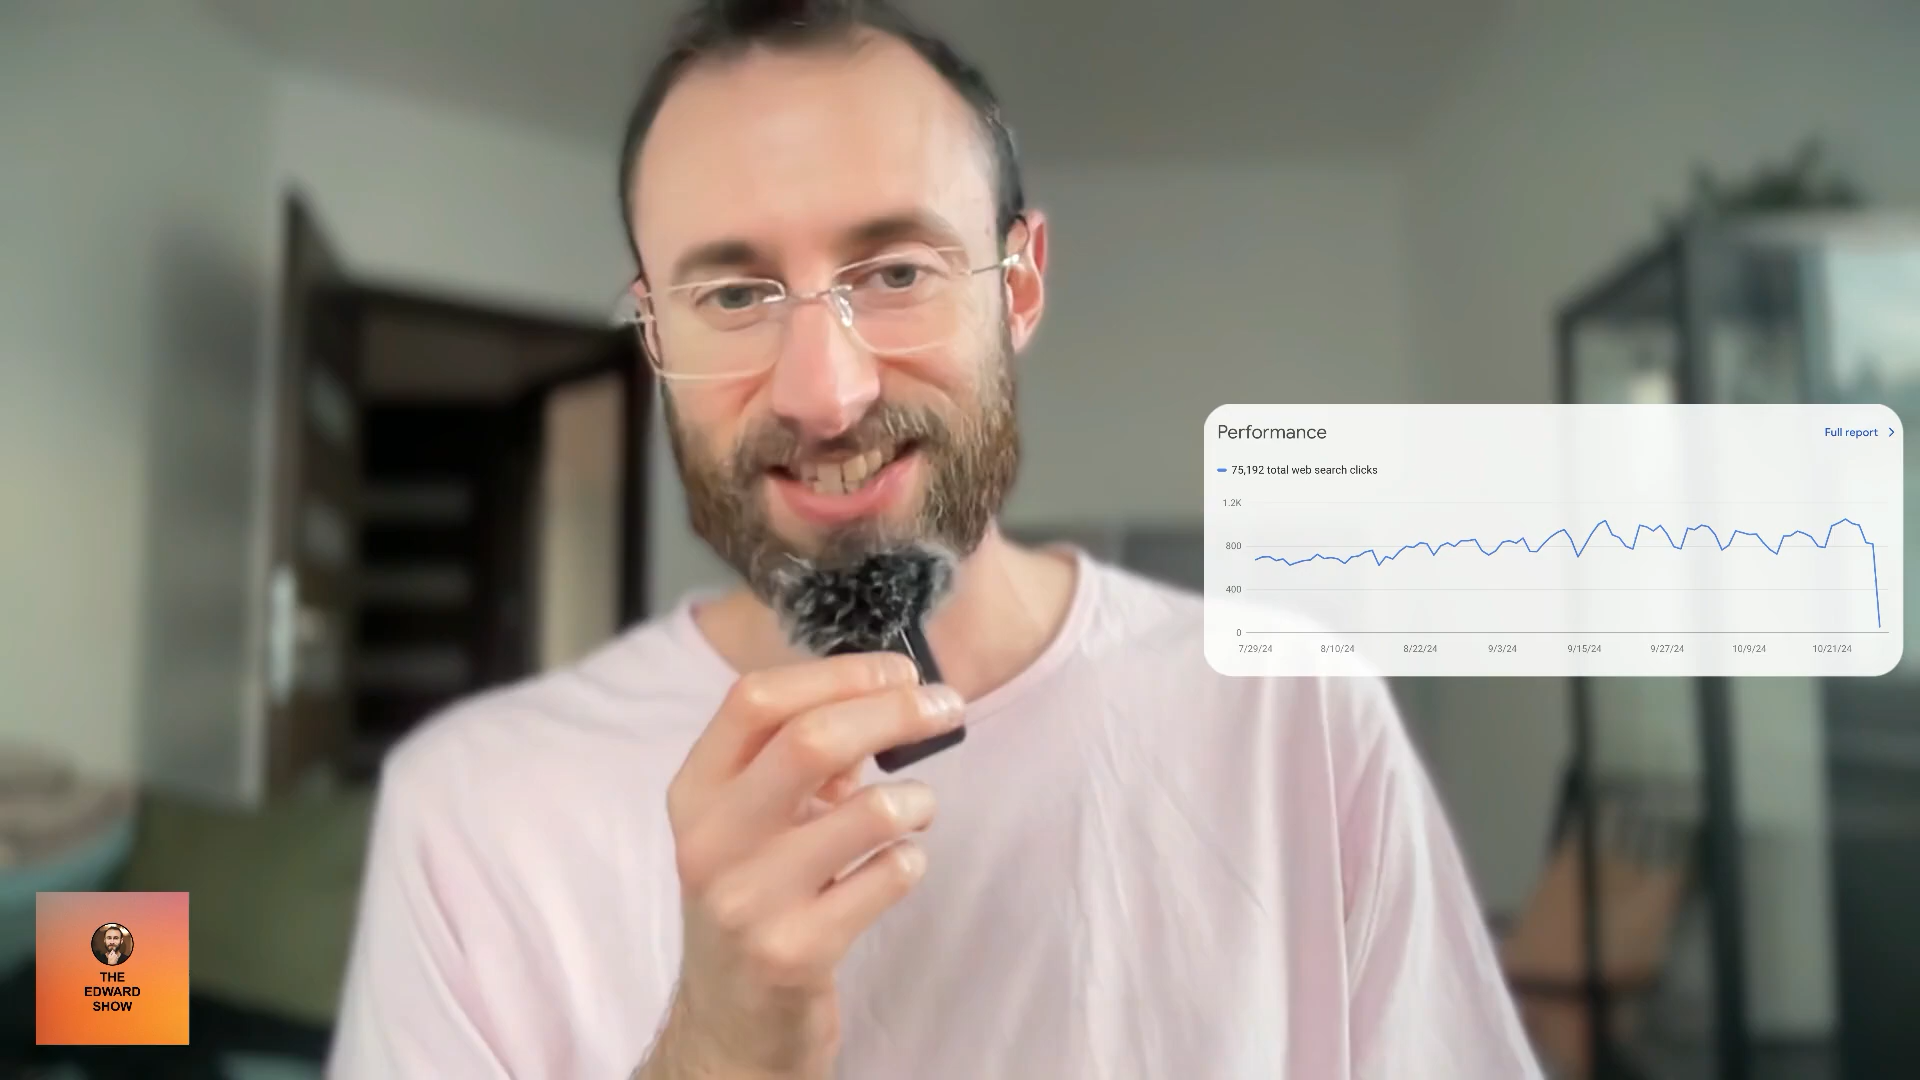 Performance
Full report
75,192 total web search clicks
1.2K
800
400
0
7/29/24 8/10/24 8/22/24 9/3/24 9/15/24 9/27/24 10/9/24 10/21/24
THE
EDWARD
SHOW